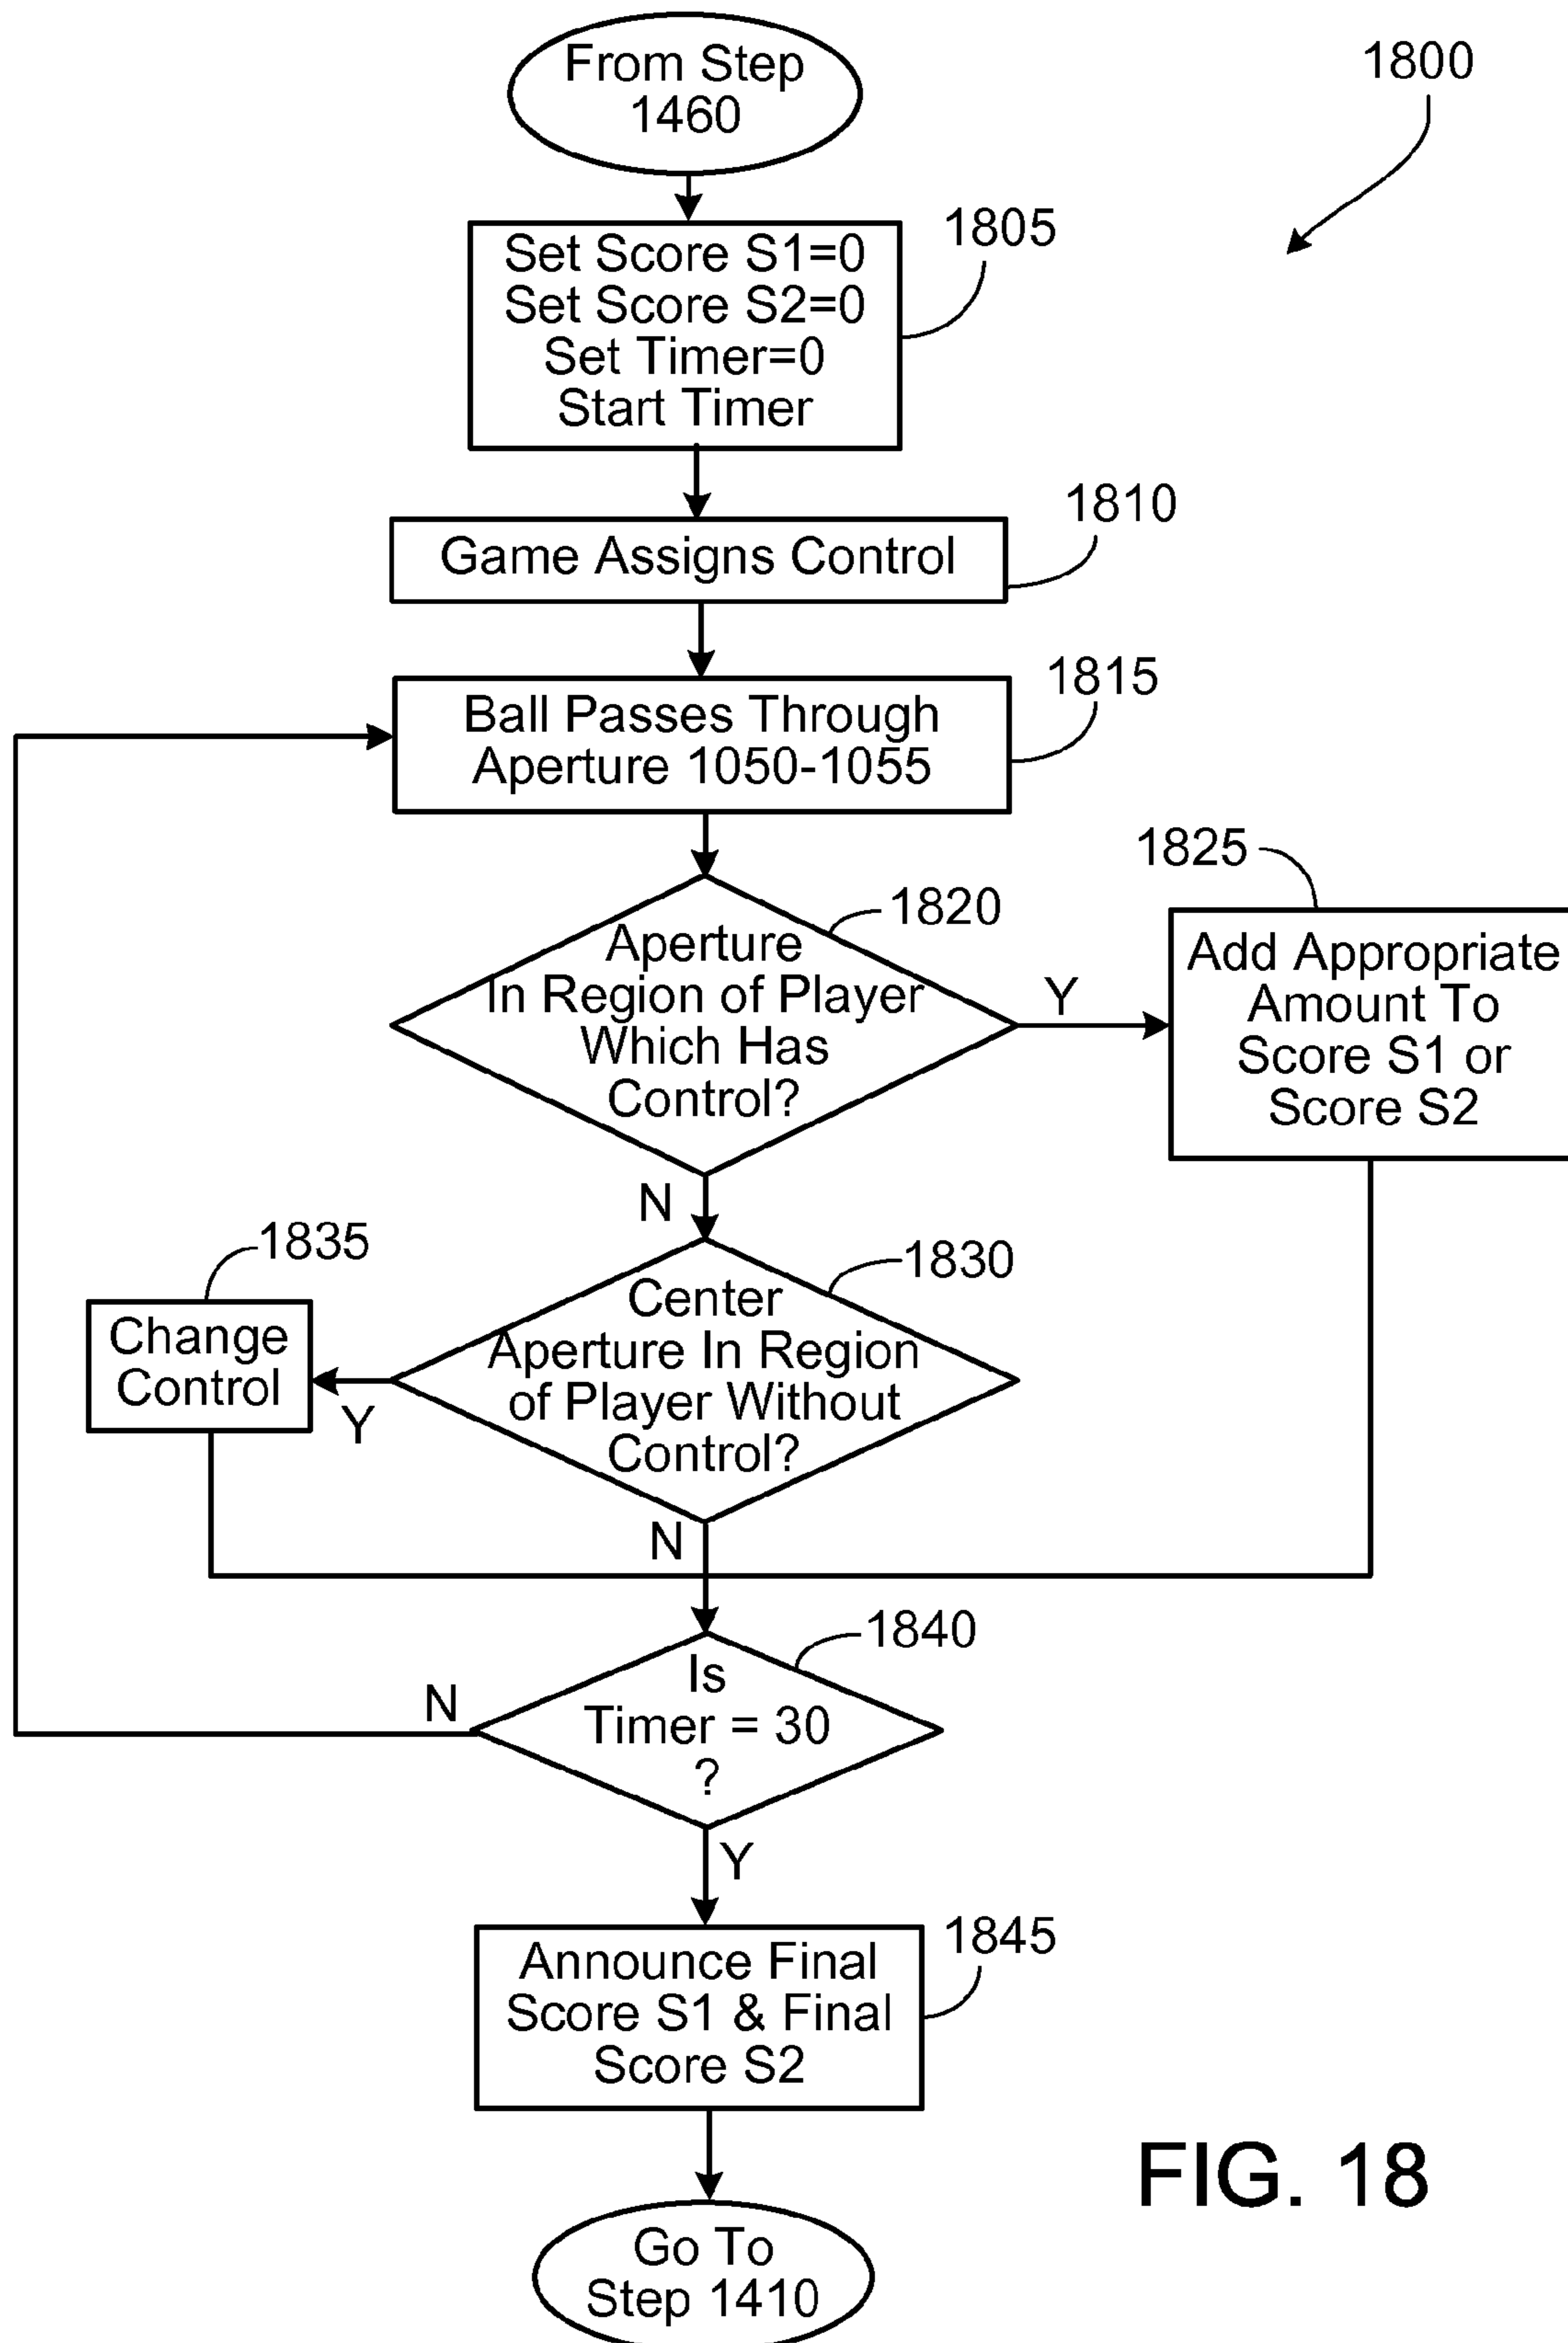 From Step
1460
1800
Set Score S1=0
Set Score S2=0
Set Timer=0
Start Timer
1805
Game Assigns Control
1810
Ball Passes Through
Aperture 1050-1055
1815
1825
1820
Aperture
In Region of Player
Which Has
Control?
Y
Add Appropriate
Amount To
Score S1 or
Score S2
N
1835
1830
Change
Control
Center
Aperture In Region
of Player Without
Control?
Y
N
1840
Is
Timer = 30
?
N
Y
1845
Announce Final
Score S1 & Final
Score S2
Go To
Step 1410
FIG. 18